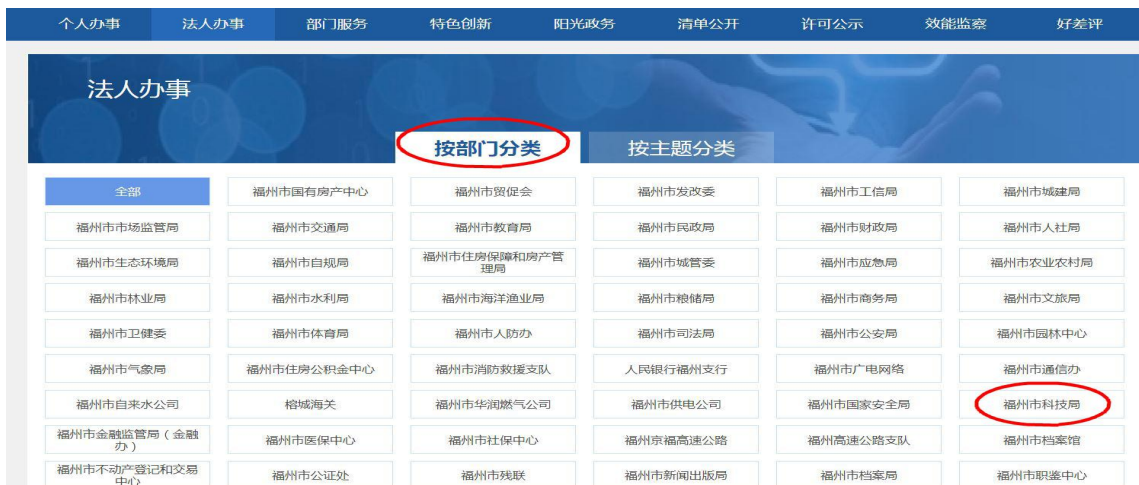 个人办事 法人办事 部门服务 特色创新 阳光政务 清单公开 许可公示 效能监察 好差评
法人办事
按部门分类 按主题分类
全部 福州市国有房产中心 福州市贸促会 福州市发改委 福州市工信局 福州市城建局
福州市市场监管局 福州市交通局 福州市教育局 福州市民政局 福州市财政局 福州市人社局
福州市生态环境局 福州市自规局 福州市住房保障和房产管理局 福州市城管委 福州市应急局 福州市农业农村局
福州市林业局 福州市水利局 福州市海洋渔业局 福州市粮储局 福州市商务局 福州市文旅局
福州市卫健委 福州市体育局 福州市人防办 福州市司法局 福州市公安局 福州市园林中心
福州市气象局 福州市住房公积金中心 福州市消防救援支队 人民银行福州支行 福州市广电网络 福州市通信办
福州市自来水公司 榕城海关 福州市华润燃气公司 福州市供电公司 福州市国家安全局 福州市科技局
福州市金融监管局（金融办） 福州市医保中心 福州市社保中心 福州京福高速公路 福州高速公路支队 福州市档案馆
福州市不动产登记和交易中心 福州市公证处 福州市残联 福州市新闻出版局 福州市档案局 福州市职鉴中心